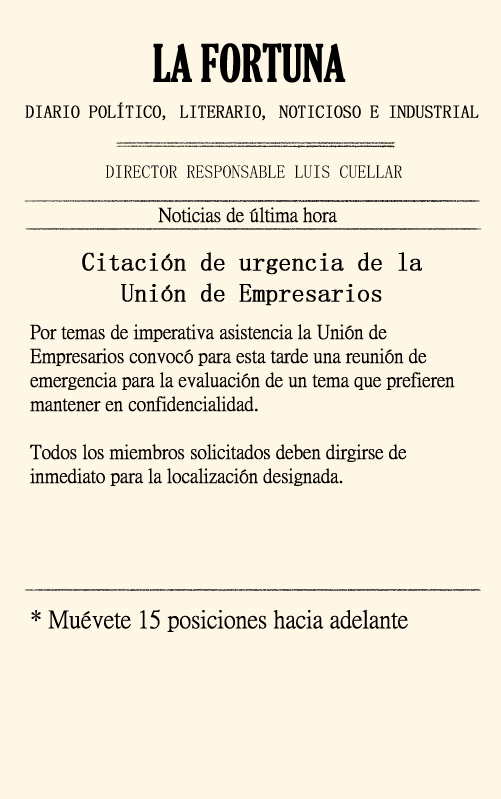 LA FORTUNA
DIARIO POLÍTICO, LITERARIO, NOTICIOSO E INDUSTRIAL
DIRECTOR RESPONSABLE LUIS CUELLAR
Noticias de última hora
Citación de urgencia de la
Unión de Empresarios
Por temas de imperativa asistencia la Unión de
Empresarios convocó para esta tarde una reunión de
emergencia para la evaluación de un tema que prefieren
mantener en confidencialidad.
Todos los miembros solicitados deben dirgirse de
inmediato para la localización designada.
* Muévete 15 posiciones hacia adelante